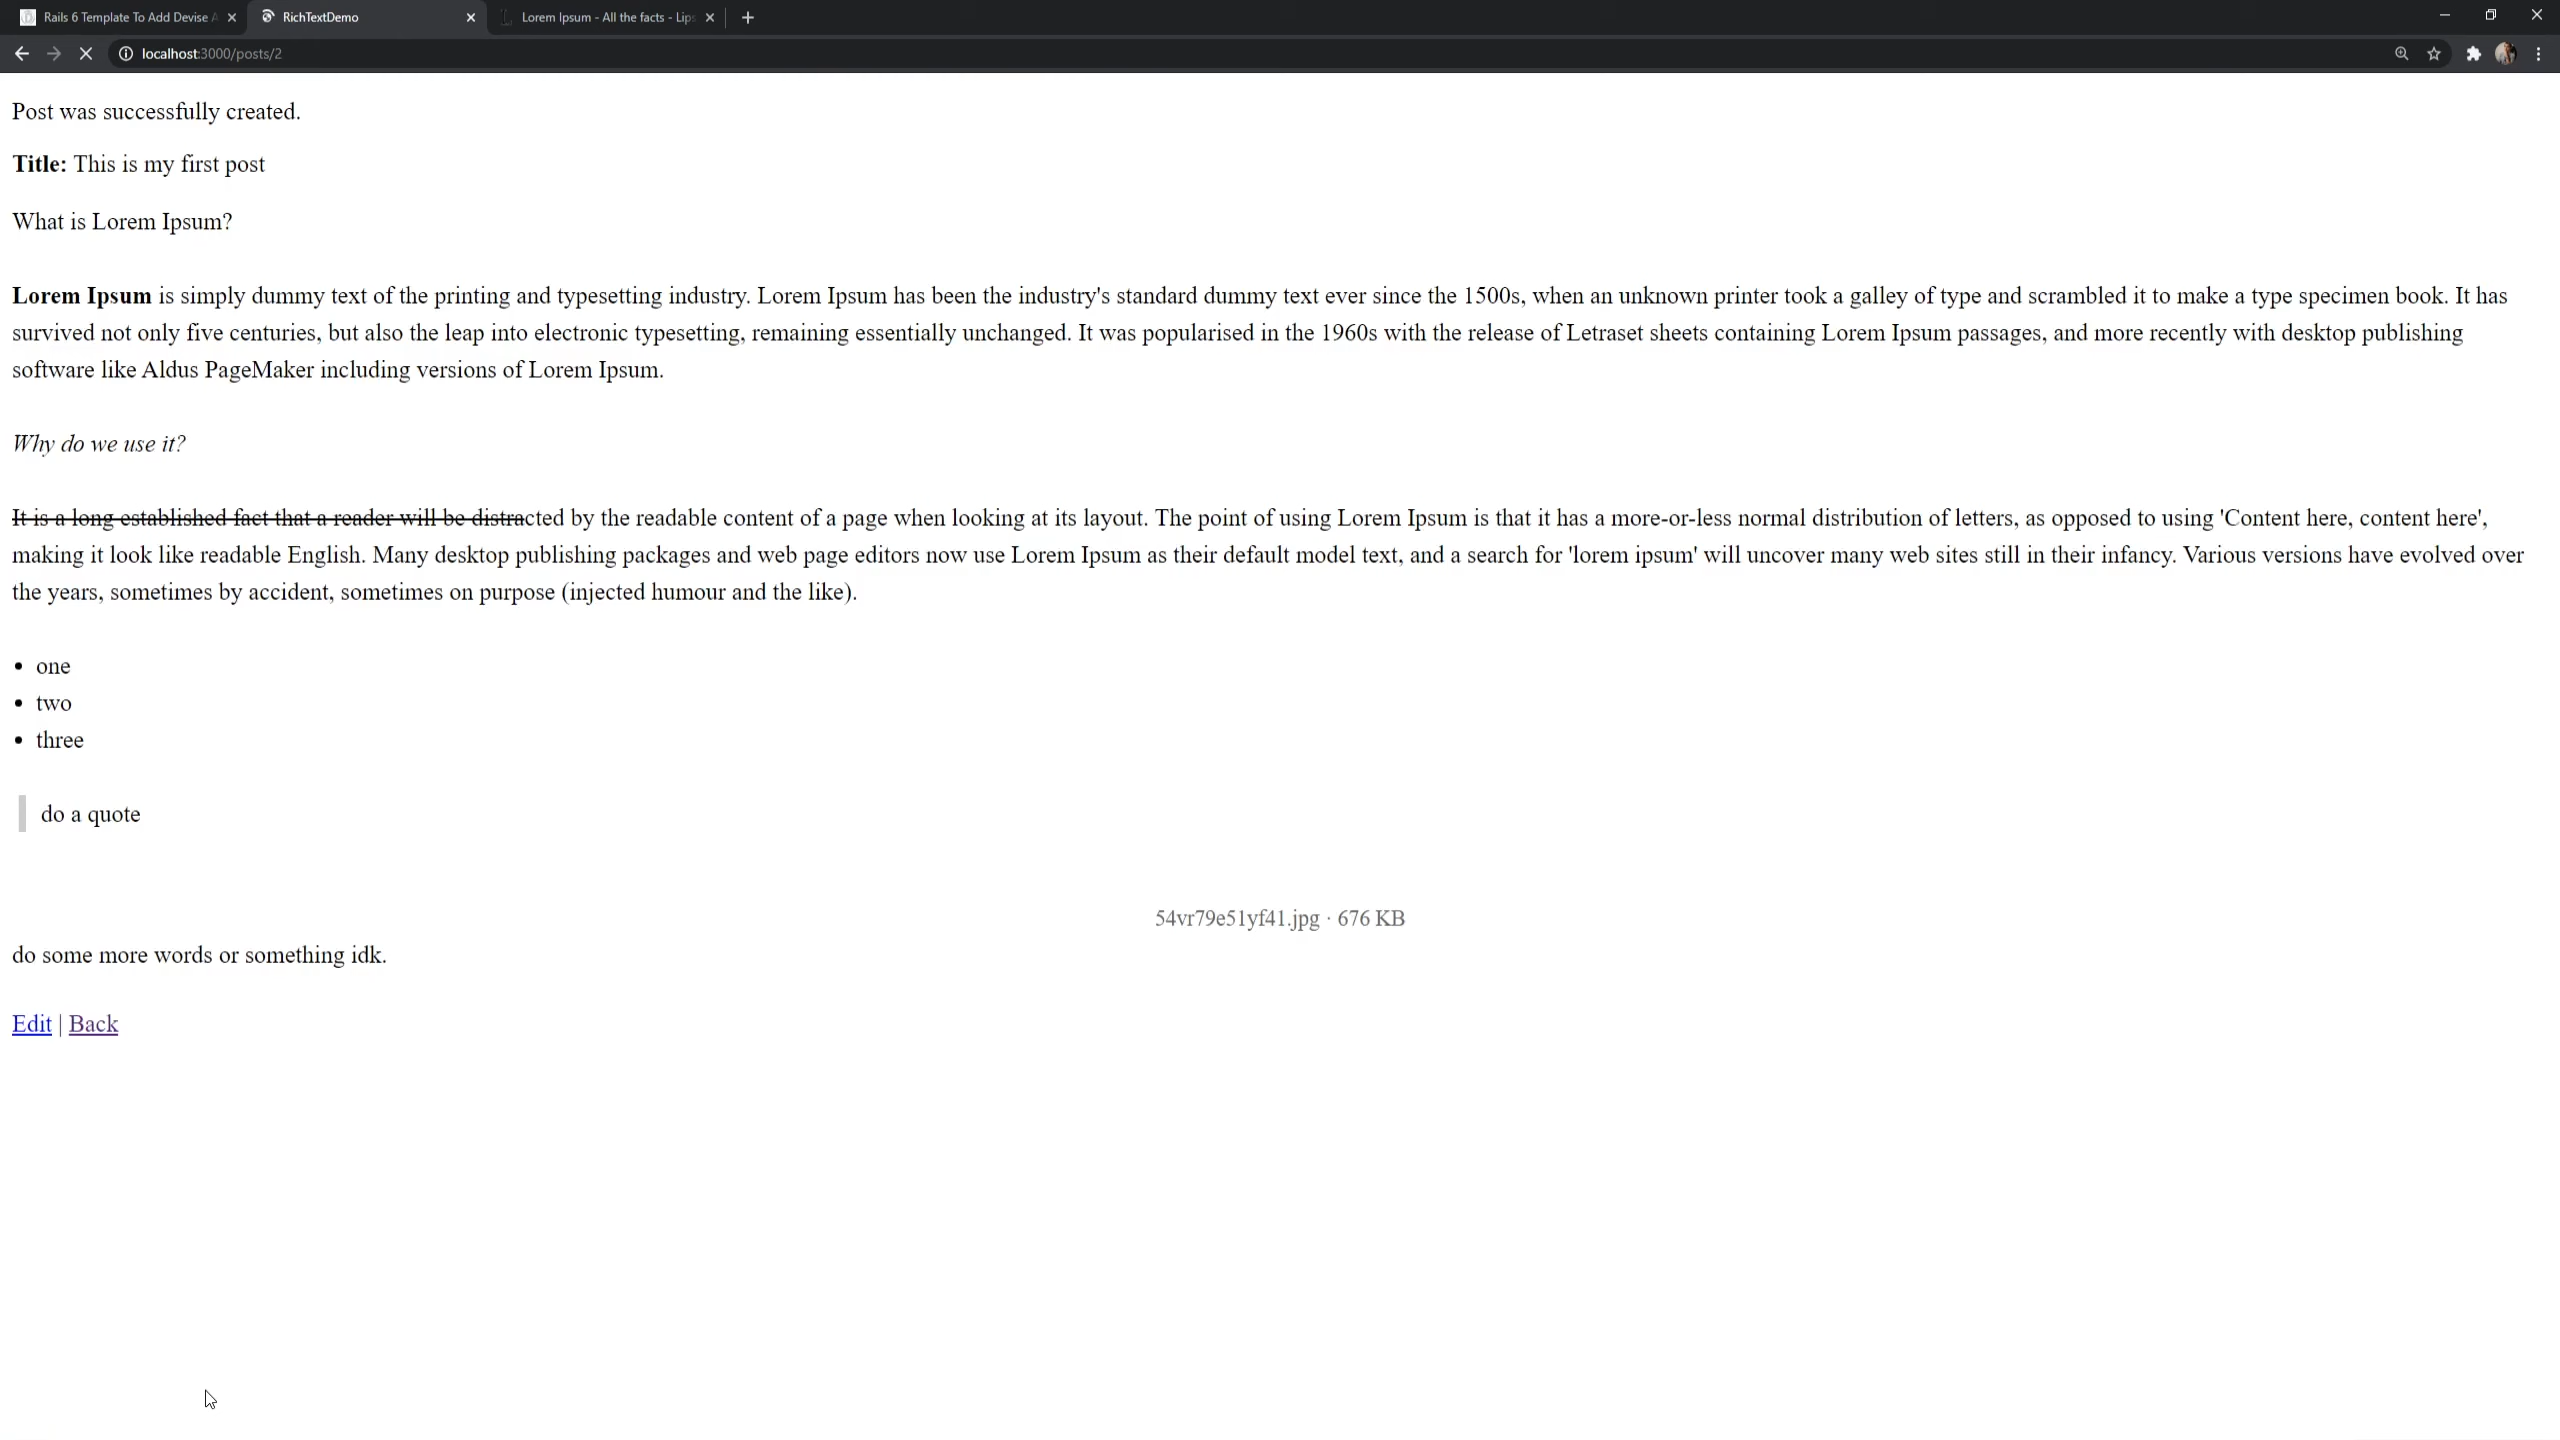 Rails 6 Template To Add Devise
RichTextDemo
Lorem Ipsum - All the facts - Lips
localhost:3000/posts/2
Post was successfully created.
Title: This is my first post
What is Lorem Ipsum?
Lorem Ipsum is simply dummy text of the printing and typesetting industry. Lorem Ipsum has been the industry's standard dummy text ever since the 1500s, when an unknown printer took a galley of type and scrambled it to make a type specimen book. It has
survived not only five centuries, but also the leap into electronic typesetting, remaining essentially unchanged. It was popularised in the 1960s with the release of Letraset sheets containing Lorem Ipsum passages, and more recently with desktop publishing
software like Aldus PageMaker including versions of Lorem Ipsum.
Why do we use it?
It is a long established fact that a reader will be distracted by the readable content of a page when looking at its layout. The point of using Lorem Ipsum is that it has a more-or-less normal distribution of letters, as opposed to using 'Content here, content here',
making it look like readable English. Many desktop publishing packages and web page editors now use Lorem Ipsum as their default model text, and a search for 'lorem ipsum' will uncover many web sites still in their infancy. Various versions have evolved over
the years, sometimes by accident, sometimes on purpose (injected humour and the like).
• one
• two
• three
do a quote
54vr79e51yf41.jpg · 676 KB
do some more words or something idk.
Edit | Back